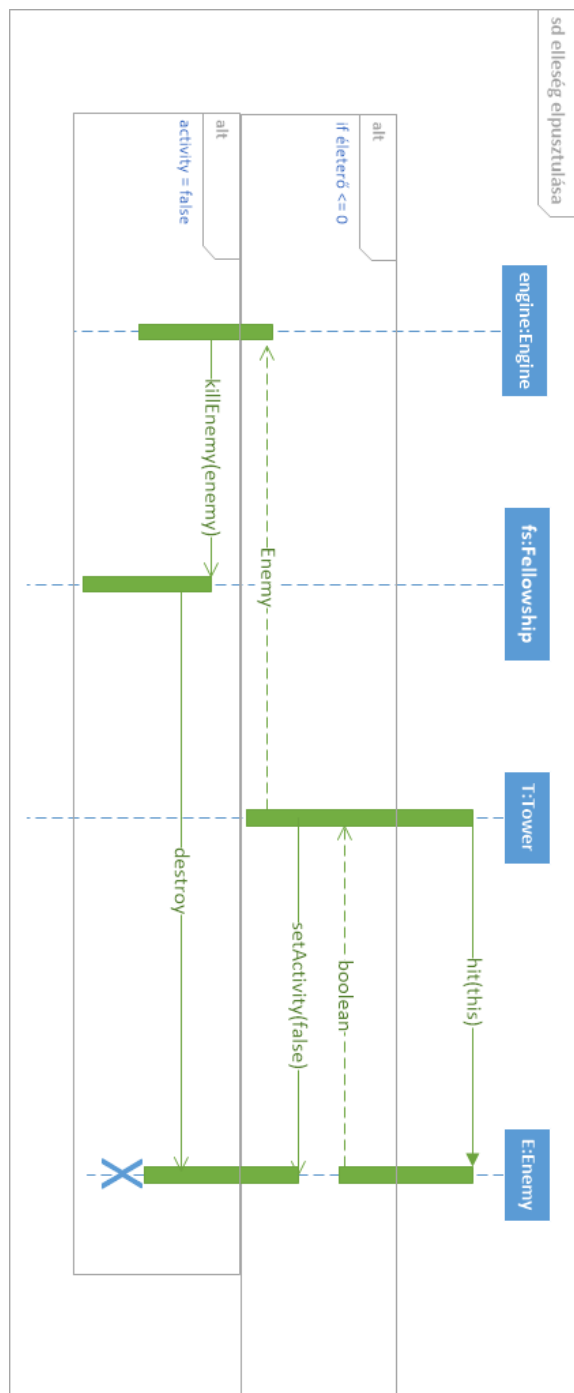 sd elleség elpusztulása
engine:Engine
fs:Fellowship
T:Tower
E:Enemy
hit(this)
alt
if életerő <= 0
boolean
setActivity(false)
Enemy
alt
activity = false
killEnemy(enemy)
destroy